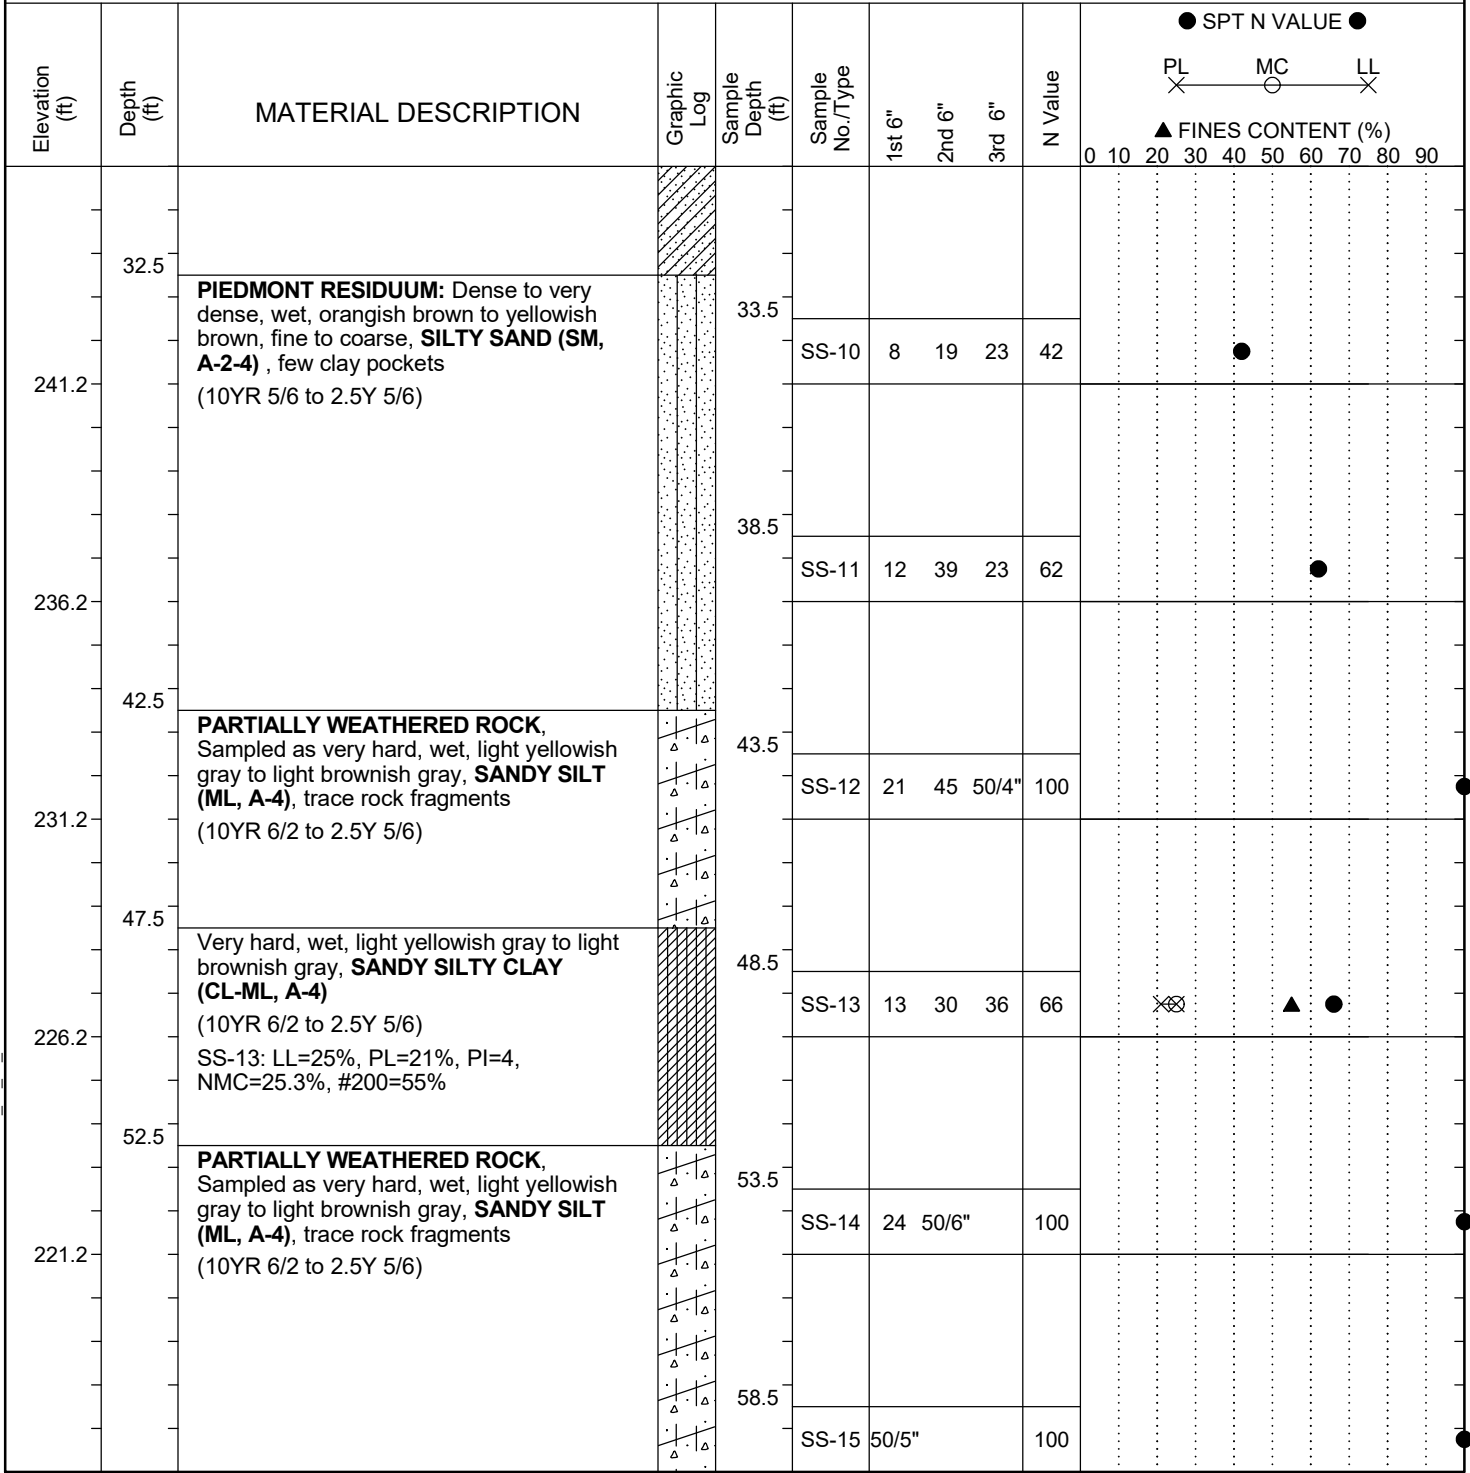 Elevation
(ft)
Depth
(ft)
MATERIAL DESCRIPTION
Graphic
Log
Sample
Depth
(ft)
Sample
No./Type
1st 6"
2nd 6"
3rd 6"
N Value
● SPT N VALUE ●
PL MC LL
▲ FINES CONTENT (%)
0 10 20 30 40 50 60 70 80 90
32.5
PIEDMONT RESIDUUM: Dense to very
dense, wet, orangish brown to yellowish
brown, fine to coarse, SILTY SAND (SM,
A-2-4) , few clay pockets
(10YR 5/6 to 2.5Y 5/6)
33.5
SS-10 8 19 23 42
241.2
38.5
SS-11 12 39 23 62
236.2
42.5
PARTIALLY WEATHERED ROCK,
Sampled as very hard, wet, light yellowish
gray to light brownish gray, SANDY SILT
(ML, A-4), trace rock fragments
(10YR 6/2 to 2.5Y 5/6)
43.5
SS-12 21 45 50/4" 100
231.2
47.5
Very hard, wet, light yellowish gray to light
brownish gray, SANDY SILTY CLAY
(CL-ML, A-4)
(10YR 6/2 to 2.5Y 5/6)
SS-13: LL=25%, PL=21%, PI=4,
NMC=25.3%, #200=55%
48.5
SS-13 13 30 36 66
226.2
52.5
PARTIALLY WEATHERED ROCK,
Sampled as very hard, wet, light yellowish
gray to light brownish gray, SANDY SILT
(ML, A-4), trace rock fragments
(10YR 6/2 to 2.5Y 5/6)
53.5
SS-14 24 50/6" 100
221.2
58.5
SS-15 50/5" 100